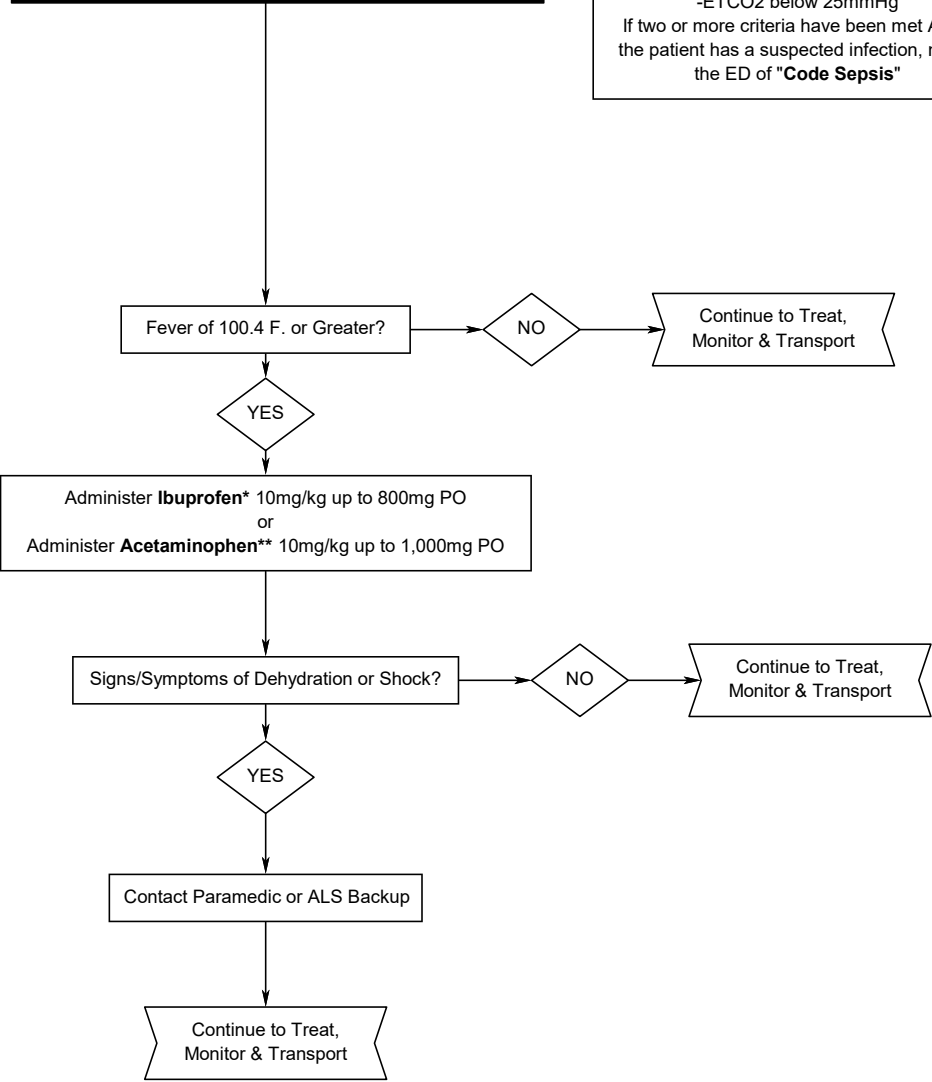 -ETCO2 below 25mmHg
If two or more criteria have been met
the patient has a suspected infection,
the ED of "Code Sepsis"
Fever of 100.4 F. or Greater?
NO
Continue to Treat,
Monitor & Transport
YES
Administer Ibuprofen* 10mg/kg up to 800mg PO
or
Administer Acetaminophen** 10mg/kg up to 1,000mg PO
Signs/Symptoms of Dehydration or Shock?
NO
Continue to Treat,
Monitor & Transport
YES
Contact Paramedic or ALS Backup
Continue to Treat,
Monitor & Transport